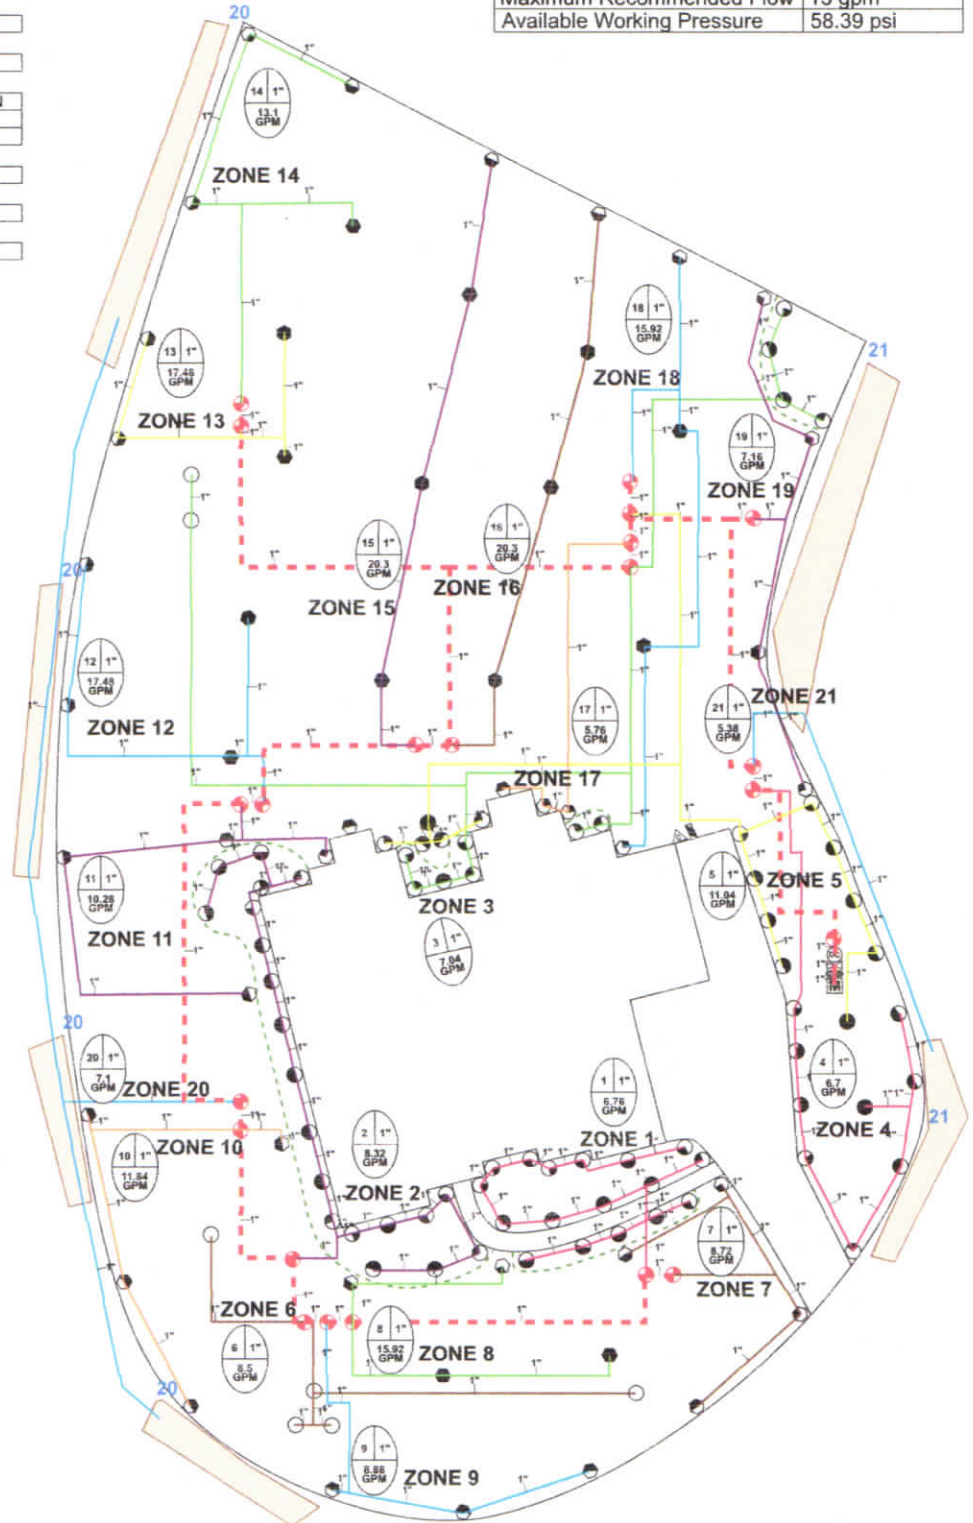 Maximum Recommended Flow 15 gpm
Available Working Pressure 58.39 psi
20
14 1"
13.1
GPM
ZONE 14
18 1"
15.92
GPM
13 1"
17.48
GPM
21
ZONE 18
ZONE 13
19 1"
7.16
GPM
ZONE 19
15 1"
20.3
GPM
16 1"
20.3
GPM
20
ZONE 16
ZONE 15
12 1"
17.48
GPM
ZONE 12
17 1"
5.76
GPM
21 1"
5.38
GPM
ZONE 21
ZONE 17
11 1"
10.28
GPM
5 1"
11.04
GPM
ZONE 5
ZONE 3
ZONE 11
3 1"
7.04
GPM
20
20 1"
7.1
GPM
ZONE 20
4 1"
6.7
GPM
1 1"
6.76
GPM
21
ZONE 4
ZONE 10
2 1"
8.32
GPM
ZONE 1
10 1"
11.84
GPM
ZONE 2
7 1"
8.72
GPM
ZONE 7
ZONE 6
6 1"
8.5
GPM
8 1"
15.92
GPM
ZONE 8
20
9 1"
8.88
GPM
ZONE 9